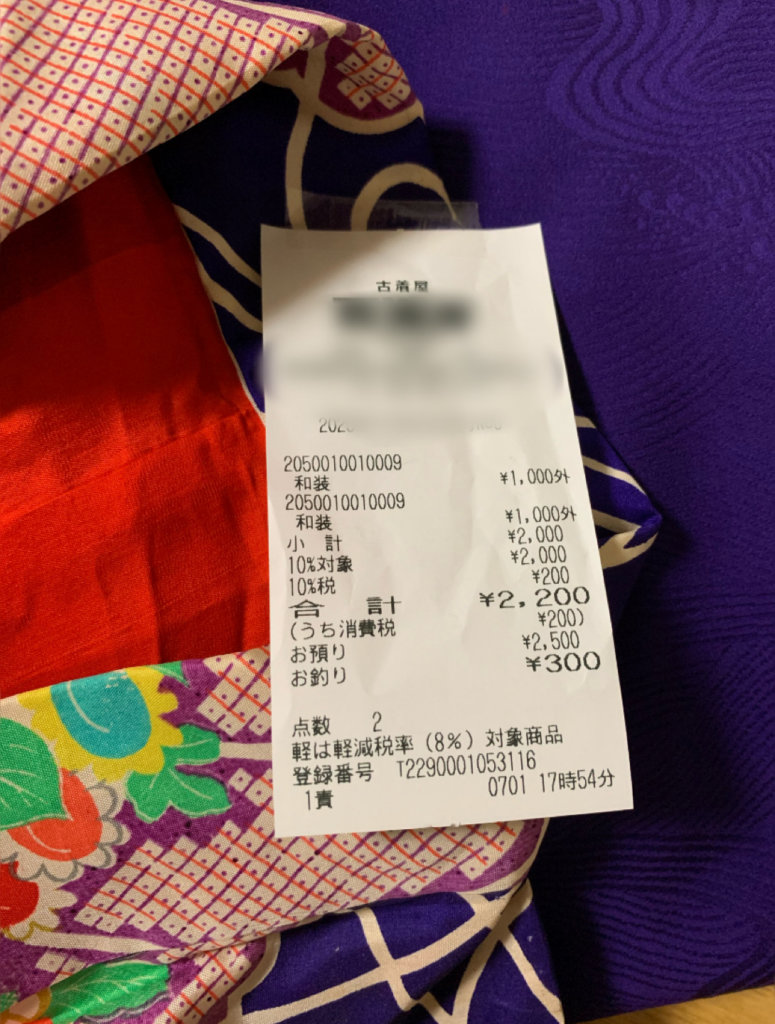 古着屋
2050010010009
和装 ¥1,000外
2050010010009
和装 ¥1,000外
小 計 ¥2,000
10%対象 ¥2,000
10%税 ¥200
合 計 ¥2,200
(うち消費税 ¥200)
お預り ¥2,500
お釣り ¥300
点数 2
軽は軽減税率(8%)対象商品
登録番号 T2290001053116
1責 0701 17時54分